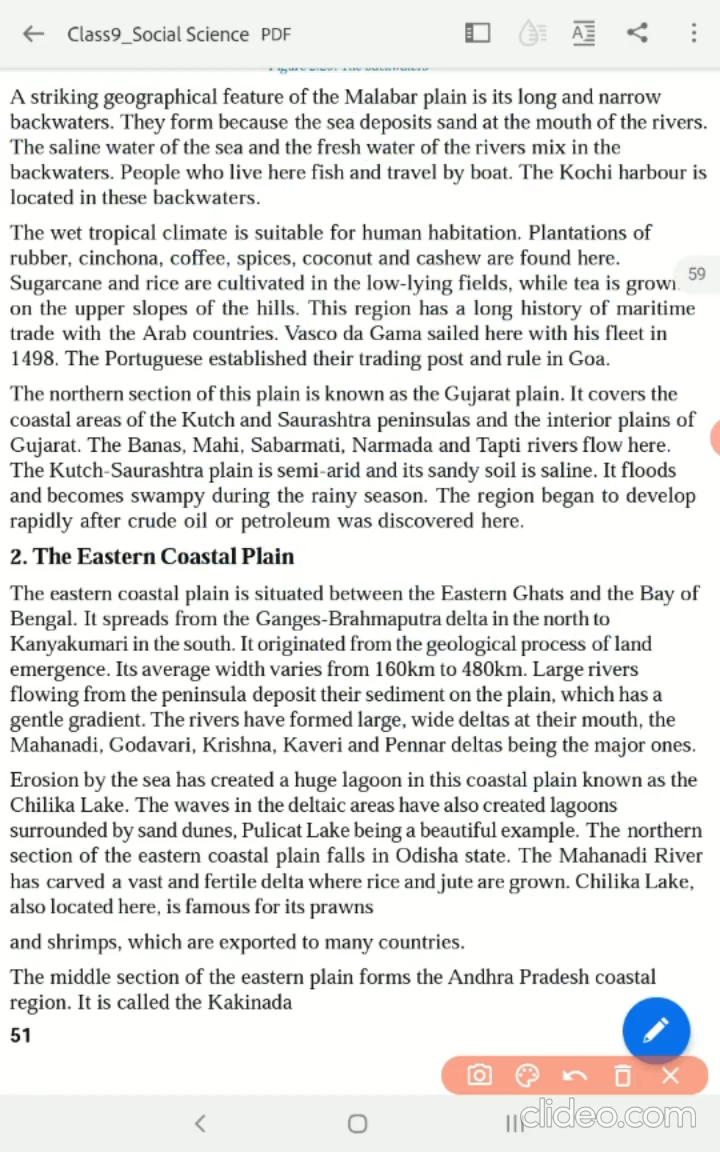 Class9_Social Science PDF
Figure 2.29: The backwaters
A striking geographical feature of the Malabar plain is its long and narrow
backwaters. They form because the sea deposits sand at the mouth of the rivers.
The saline water of the sea and the fresh water of the rivers mix in the
backwaters. People who live here fish and travel by boat. The Kochi harbour is
located in these backwaters.
The wet tropical climate is suitable for human habitation. Plantations of
rubber, cinchona, coffee, spices, coconut and cashew are found here.
Sugarcane and rice are cultivated in the low-lying fields, while tea is grown
59
on the upper slopes of the hills. This region has a long history of maritime
trade with the Arab countries. Vasco da Gama sailed here with his fleet in
1498. The Portuguese established their trading post and rule in Goa.
The northern section of this plain is known as the Gujarat plain. It covers the
coastal areas of the Kutch and Saurashtra peninsulas and the interior plains of
Gujarat. The Banas, Mahi, Sabarmati, Narmada and Tapti rivers flow here.
The Kutch-Saurashtra plain is semi-arid and its sandy soil is saline. It floods
and becomes swampy during the rainy season. The region began to develop
rapidly after crude oil or petroleum was discovered here.
2. The Eastern Coastal Plain
The eastern coastal plain is situated between the Eastern Ghats and the Bay of
Bengal. It spreads from the Ganges-Brahmaputra delta in the north to
Kanyakumari in the south. It originated from the geological process of land
emergence. Its average width varies from 160km to 480km. Large rivers
flowing from the peninsula deposit their sediment on the plain, which has a
gentle gradient. The rivers have formed large, wide deltas at their mouth, the
Mahanadi, Godavari, Krishna, Kaveri and Pennar deltas being the major ones.
Erosion by the sea has created a huge lagoon in this coastal plain known as the
Chilika Lake. The waves in the deltaic areas have also created lagoons
surrounded by sand dunes, Pulicat Lake being a beautiful example. The northern
section of the eastern coastal plain falls in Odisha state. The Mahanadi River
has carved a vast and fertile delta where rice and jute are grown. Chilika Lake,
also located here, is famous for its prawns
and shrimps, which are exported to many countries.
The middle section of the eastern plain forms the Andhra Pradesh coastal
region. It is called the Kakinada
51
clideo.com